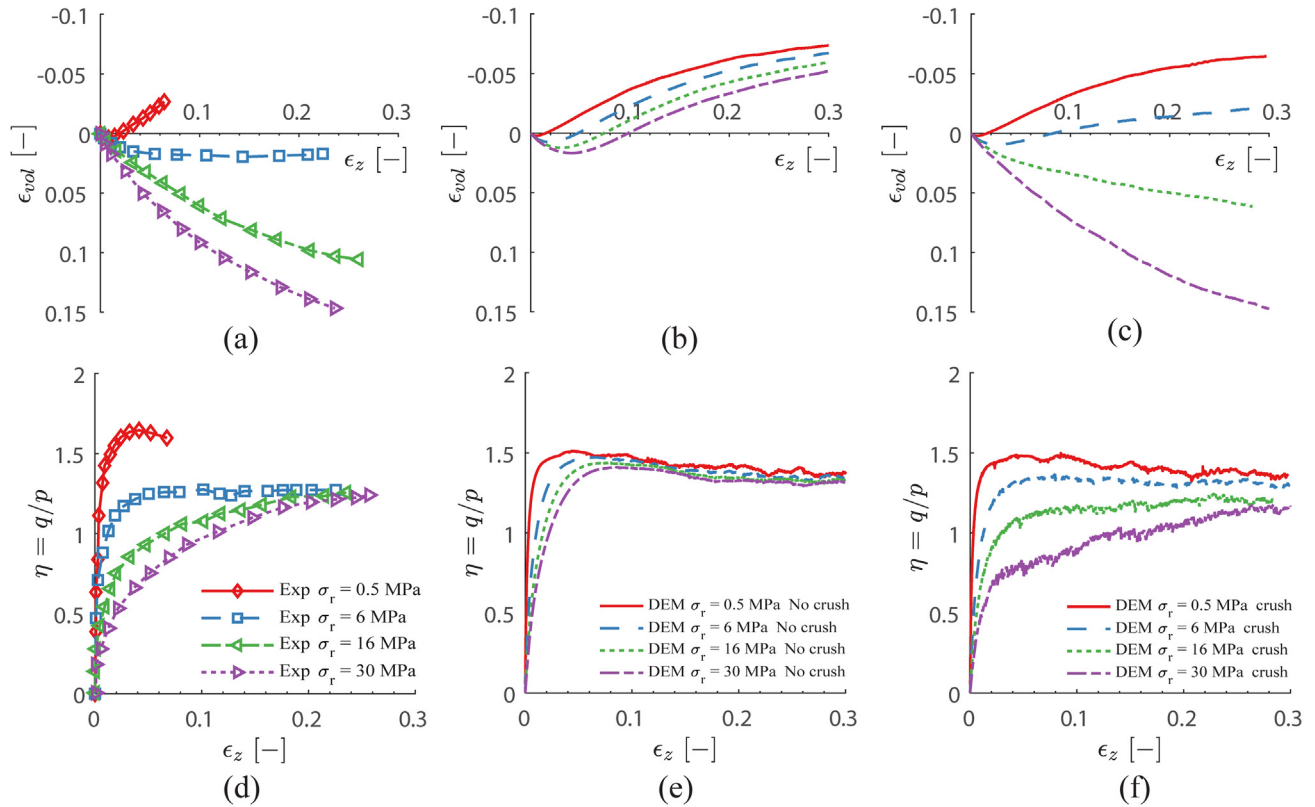 -0.1
-0.05
0
0.05
0.1
0.15
0.1
0.2
0.3
ϵz [−]
ϵvol [−]
(a)
-0.1
-0.05
0
0.05
0.1
0.15
0.1
0.2
0.3
ϵz [−]
ϵvol [−]
(b)
-0.1
-0.05
0
0.05
0.1
0.15
0.1
0.2
0.3
ϵz [−]
ϵvol [−]
(c)
2
1.5
1
0.5
0
η = q/p
Exp σr = 0.5 MPa
Exp σr = 6 MPa
Exp σr = 16 MPa
Exp σr = 30 MPa
0
0.1
0.2
0.3
ϵz [−]
(d)
2
1.5
1
0.5
0
η = q/p
DEM σr = 0.5 MPa No crush
DEM σr = 6 MPa No crush
DEM σr = 16 MPa No crush
DEM σr = 30 MPa No crush
0
0.1
0.2
0.3
ϵz [−]
(e)
2
1.5
1
0.5
0
η = q/p
DEM σr = 0.5 MPa crush
DEM σr = 6 MPa crush
DEM σr = 16 MPa crush
DEM σr = 30 MPa crush
0
0.1
0.2
0.3
ϵz [−]
(f)